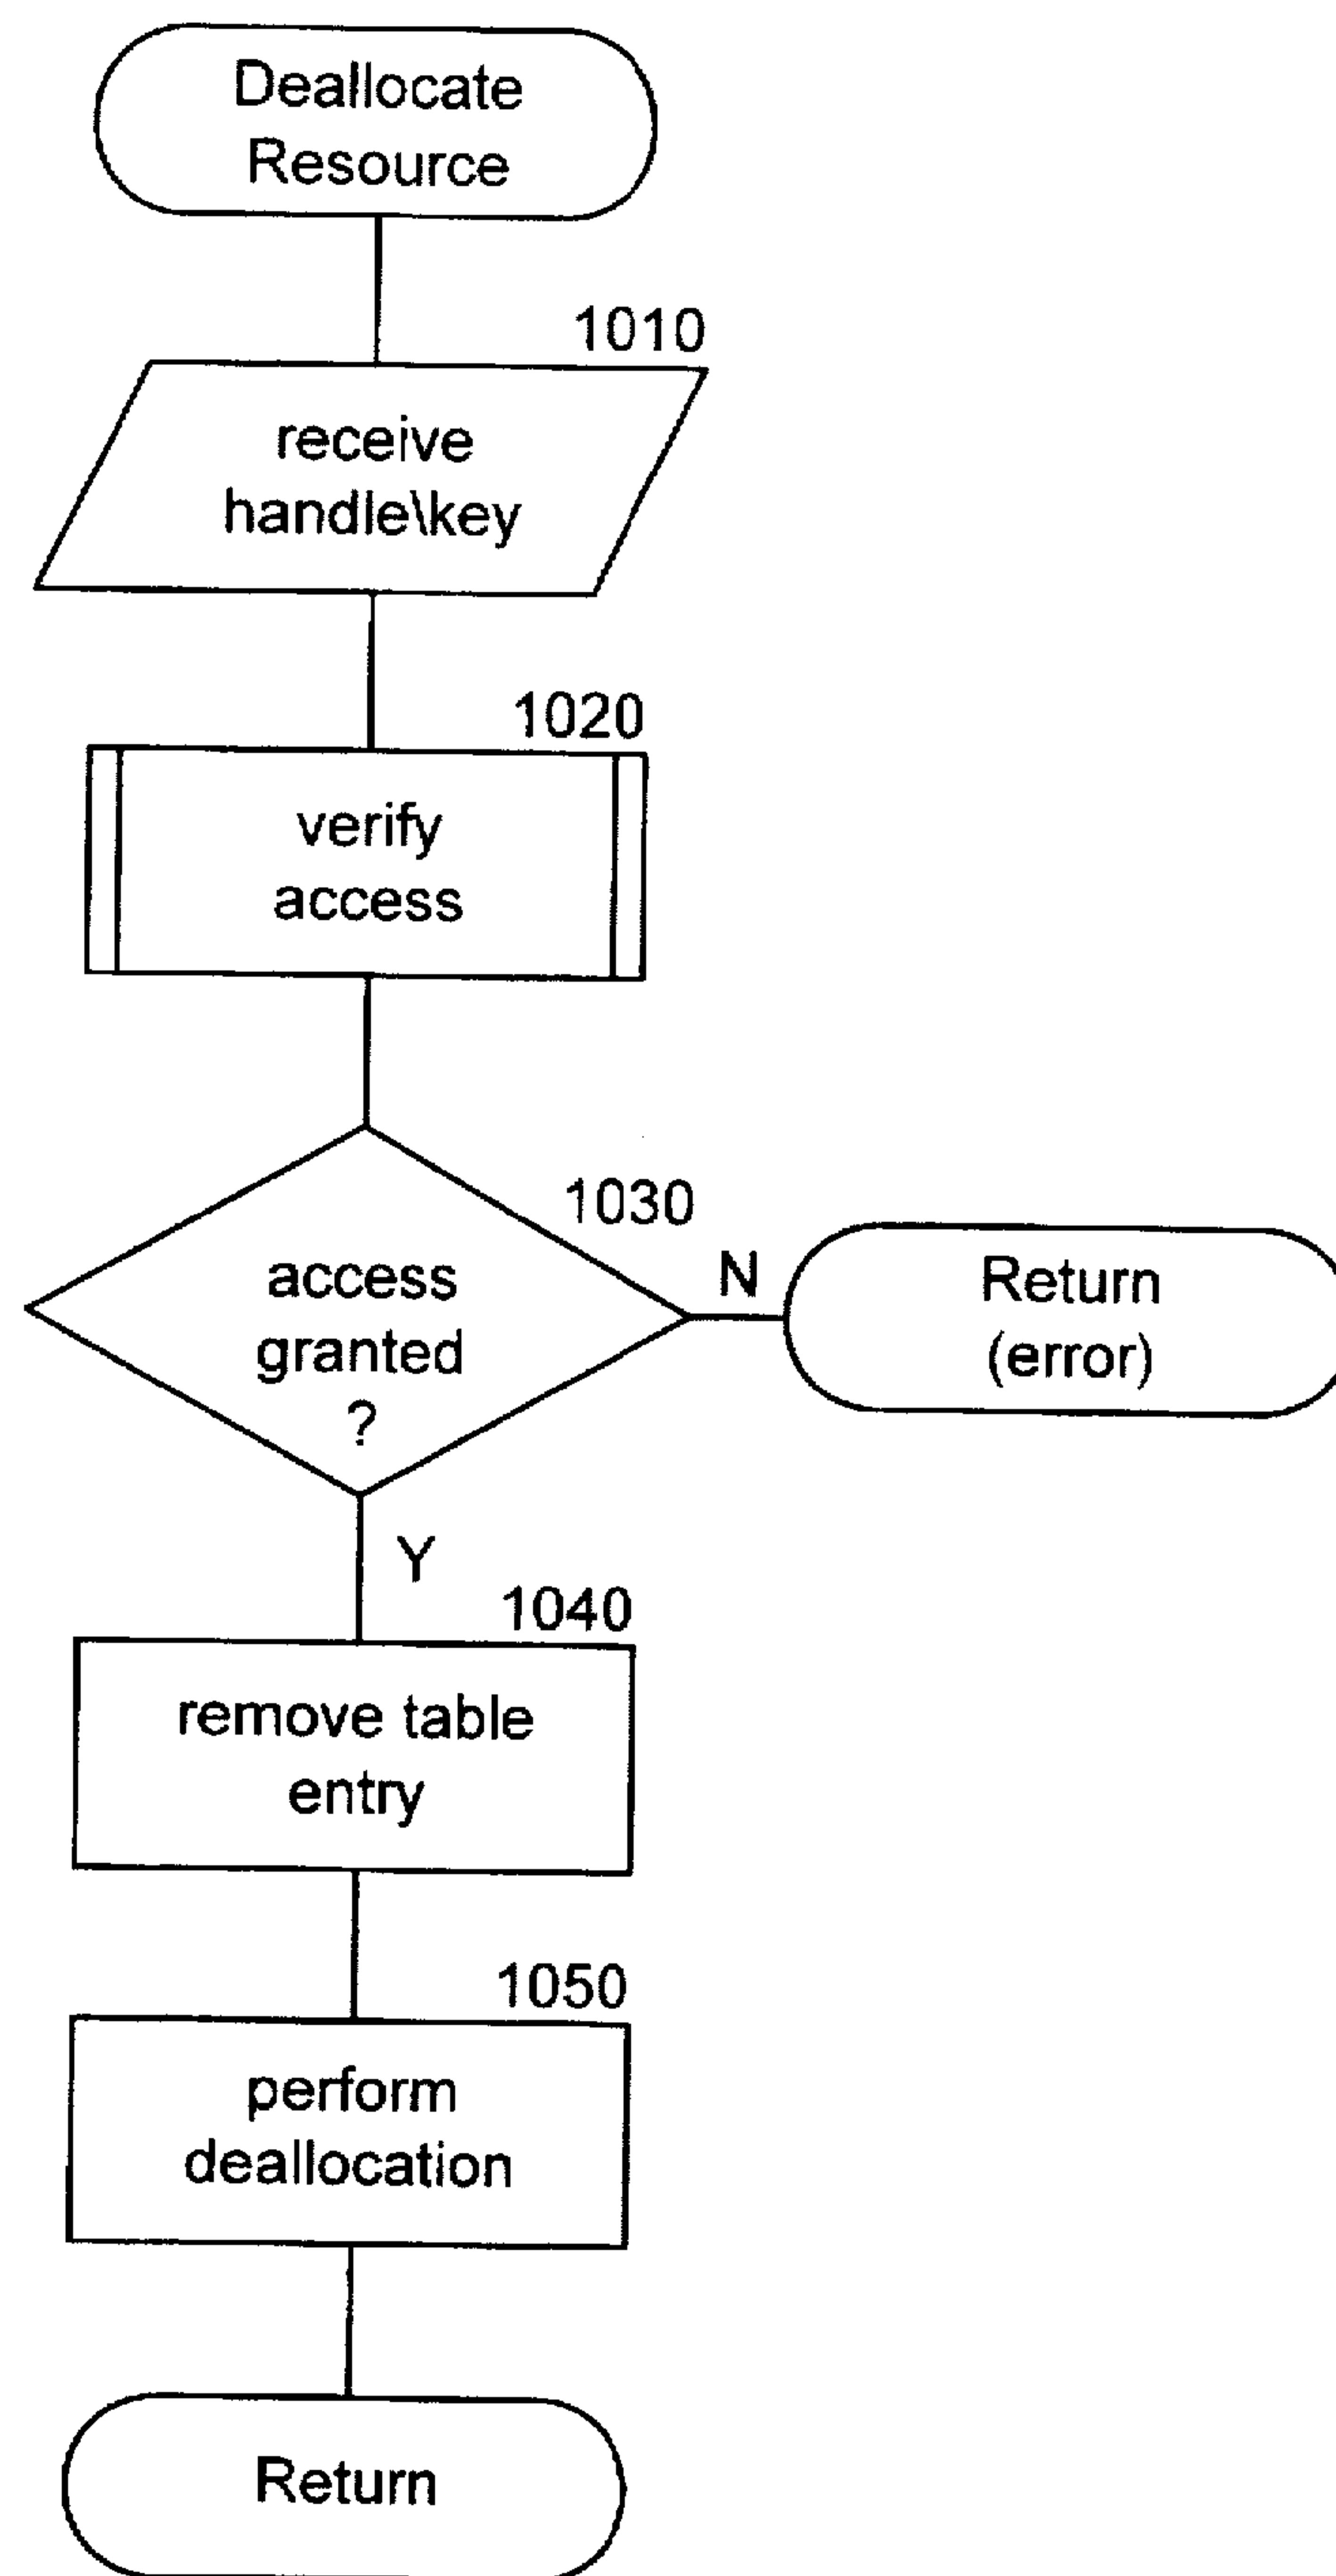 Deallocate
Resource
1010
receive
handle\key
1020
verify
access
1030
access
granted
?
N
Return
(error)
Y
1040
remove table
entry
1050
perform
deallocation
Return